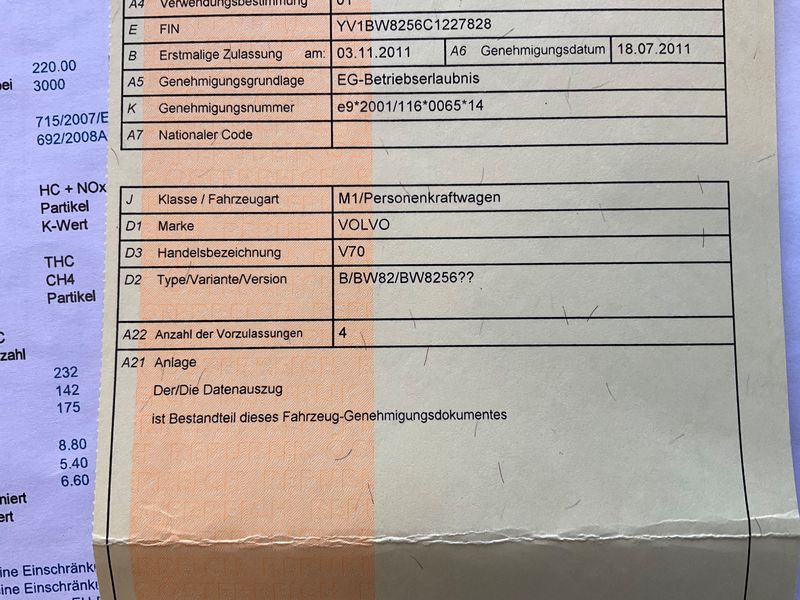 A4 Verwendungsbestimmung 01
E FIN YV1BW8256C1227828
B Erstmalige Zulassung am: 03.11.2011 A6 Genehmigungsdatum 18.07.2011
A5 Genehmigungsgrundlage EG-Betriebserlaubnis
K Genehmigungsnummer e9*2001/116*0065*14
A7 Nationaler Code
J Klasse / Fahrzeugart M1/Personenkraftwagen
D1 Marke VOLVO
D3 Handelsbezeichnung V70
D2 Type/Variante/Version B/BW82/BW8256??
A22 Anzahl der Vorzulassungen 4
A21 Anlage
Der/Die Datenauszug
ist Bestandteil dieses Fahrzeug-Genehmigungsdokumentes
220.00
bei 3000
715/2007/E
692/2008A
HC + NOx
Partikel
K-Wert
THC
CH4
Partikel
zahl
232
142
175
8.80
5.40
6.60
niert
ert
ine Einschränk
ine Einschränk